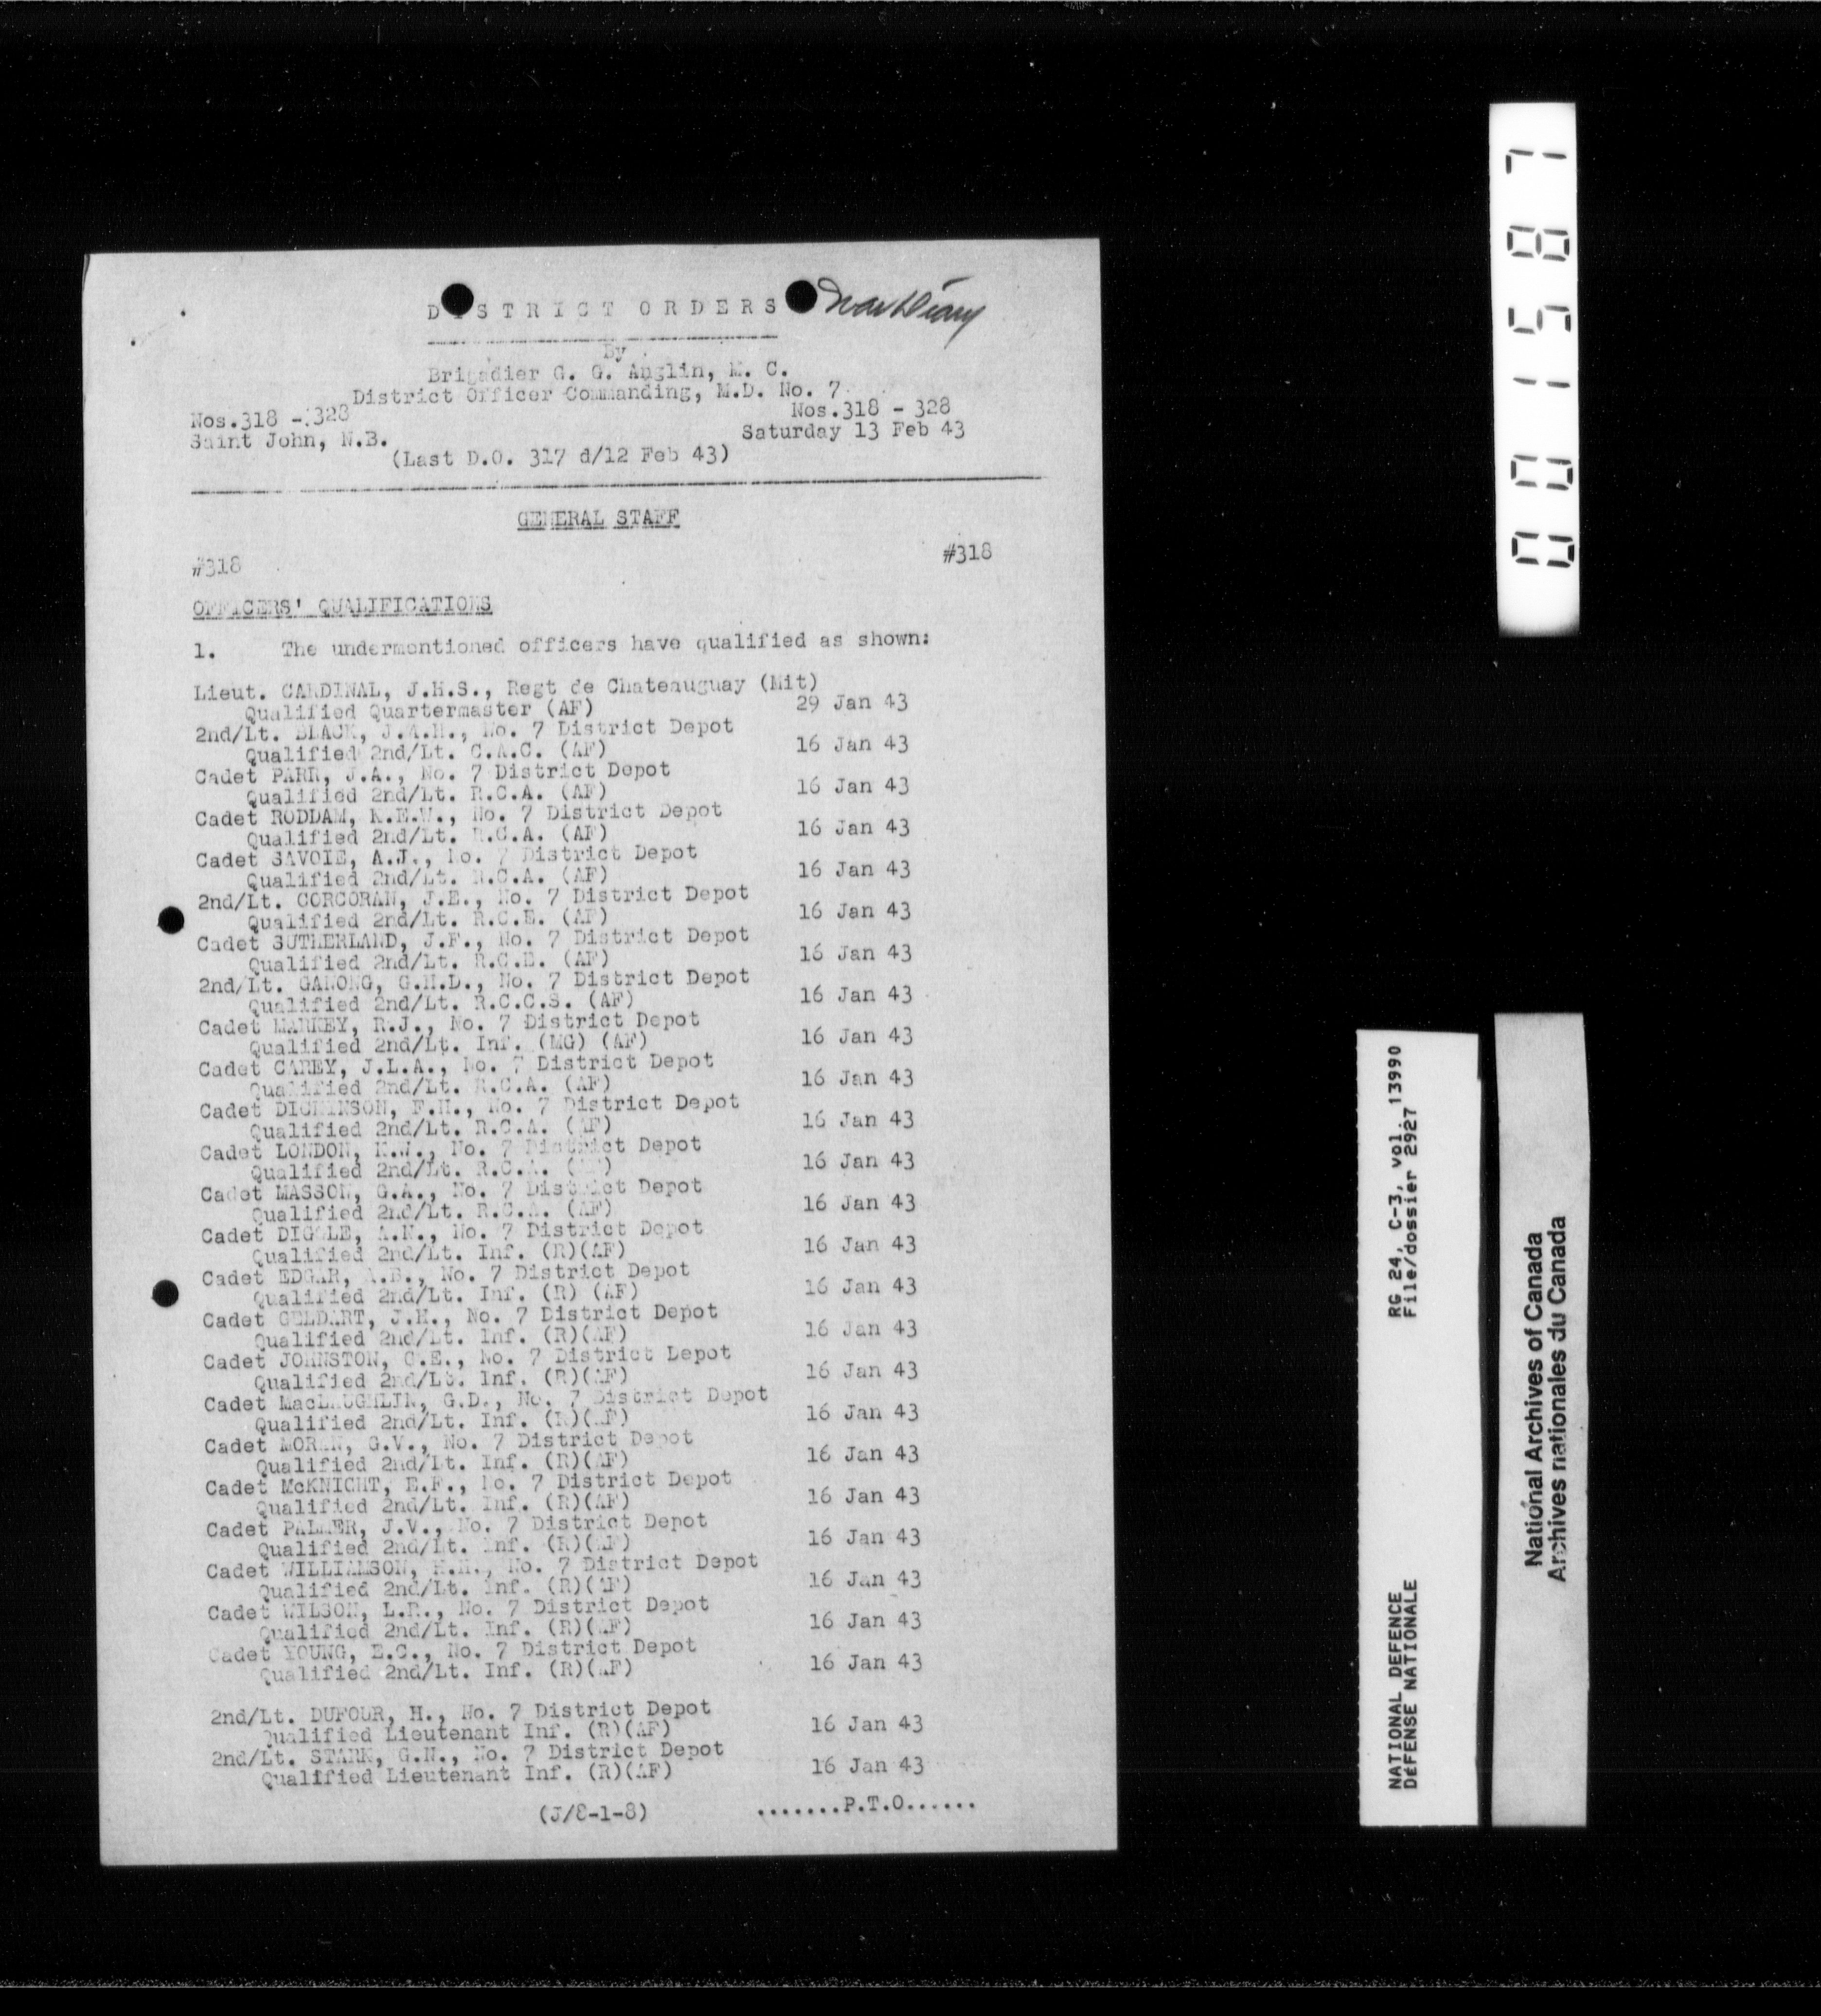 DISTRICT ORDERS War Diary
By
Brigadier G. G. Anglin, M. C.
District Officer Commanding, M.D. No. 7
Nos.318 - 328 Nos.318 - 328
Saint John, N.B. Saturday 13 Feb 43
(Last D.O. 317 d/12 Feb 43)
GENERAL STAFF
#318 #318
OFFICERS' QUALIFICATIONS
1. The undermentioned officers have qualified as shown:
Lieut. CARDINAL, J.H.S., Regt de Chateauguay (Mit)
Qualified Quartermaster (AF) 29 Jan 43
2nd/Lt. BLACK, J.A.H., No. 7 District Depot
Qualified 2nd/Lt. C.A.C. (AF) 16 Jan 43
Cadet PARR, J.A., No. 7 District Depot
Qualified 2nd/Lt. R.C.A. (AF) 16 Jan 43
Cadet RODDAM, K.E.W., No. 7 District Depot
Qualified 2nd/Lt. R.C.A. (AF) 16 Jan 43
Cadet SAVOIE, A.J., No. 7 District Depot
Qualified 2nd/Lt. R.C.A. (AF) 16 Jan 43
2nd/Lt. CORCORAN, J.E., No. 7 District Depot
Qualified 2nd/Lt. R.C.E. (AF) 16 Jan 43
Cadet SUTHERLAND, J.F., No. 7 District Depot
Qualified 2nd/Lt. R.C.E. (AF) 16 Jan 43
2nd/Lt. GANONG, G.H.D., No. 7 District Depot
Qualified 2nd/Lt. R.C.C.S. (AF) 16 Jan 43
Cadet MARKEY, R.J., No. 7 District Depot
Qualified 2nd/Lt. Inf. (MG) (AF) 16 Jan 43
Cadet CAREY, J.L.A., No. 7 District Depot
Qualified 2nd/Lt. R.C.A. (AF) 16 Jan 43
Cadet DICKINSON, F.H., No. 7 District Depot
Qualified 2nd/Lt. R.C.A. (AF) 16 Jan 43
Cadet LONDON, K.W., No. 7 District Depot
Qualified 2nd/Lt. R.C.A. (AF) 16 Jan 43
Cadet MASSON, G.A., No. 7 District Depot
Qualified 2nd/Lt. R.C.A. (AF) 16 Jan 43
Cadet DIGGLE, A.N., No. 7 District Depot
Qualified 2nd/Lt. Inf. (R)(AF) 16 Jan 43
Cadet EDGAR, No. 7 District Depot
Qualified 2nd/Lt. Inf. (R) (AF) 16 Jan 43
Cadet GELDART, J.H., No. 7 District Depot
Qualified 2nd/Lt. Inf. (R)(AF) 16 Jan 43
Cadet JOHNSTON, C.E., No. 7 District Depot
Qualified 2nd/Lt. Inf. (R)(AF) 16 Jan 43
Cadet MacLAUGHLIN, G.D., No. 7 District Depot
Qualified 2nd/Lt. Inf. (R)(AF) 16 Jan 43
Cadet MORAN, G.V., No. 7 District Depot
Qualified 2nd/Lt. Inf. (R)(AF) 16 Jan 43
Cadet McKNIGHT, E.F., No. 7 District Depot
Qualified 2nd/Lt. Inf. (R)(AF) 16 Jan 43
Cadet PALMER, J.V., No. 7 District Depot
Qualified 2nd/Lt. Inf. (R)(AF) 16 Jan 43
Cadet WILLIAMSON, No. 7 District Depot
Qualified 2nd/Lt. Inf. (R)(AF) 16 Jan 43
Cadet WILSON, L.R., No. 7 District Depot
Qualified 2nd/Lt. Inf. (R)(AF) 16 Jan 43
Cadet YOUNG, E.C., No. 7 District Depot
Qualified 2nd/Lt. Inf. (R)(AF) 16 Jan 43
2nd/Lt. DUFOUR, H., No. 7 District Depot
Qualified Lieutenant Inf. (R)(AF) 16 Jan 43
2nd/Lt. STARK, G.N., No. 7 District Depot
Qualified Lieutenant Inf. (R)(AF) 16 Jan 43
(J/8-1-8) .......P.T.O......
001587
NATIONAL DEFENCE RG 24, C-3, vol. 13990
DÉFENSE NATIONALE File/dossier 2927
National Archives of Canada
Archives nationales du Canada